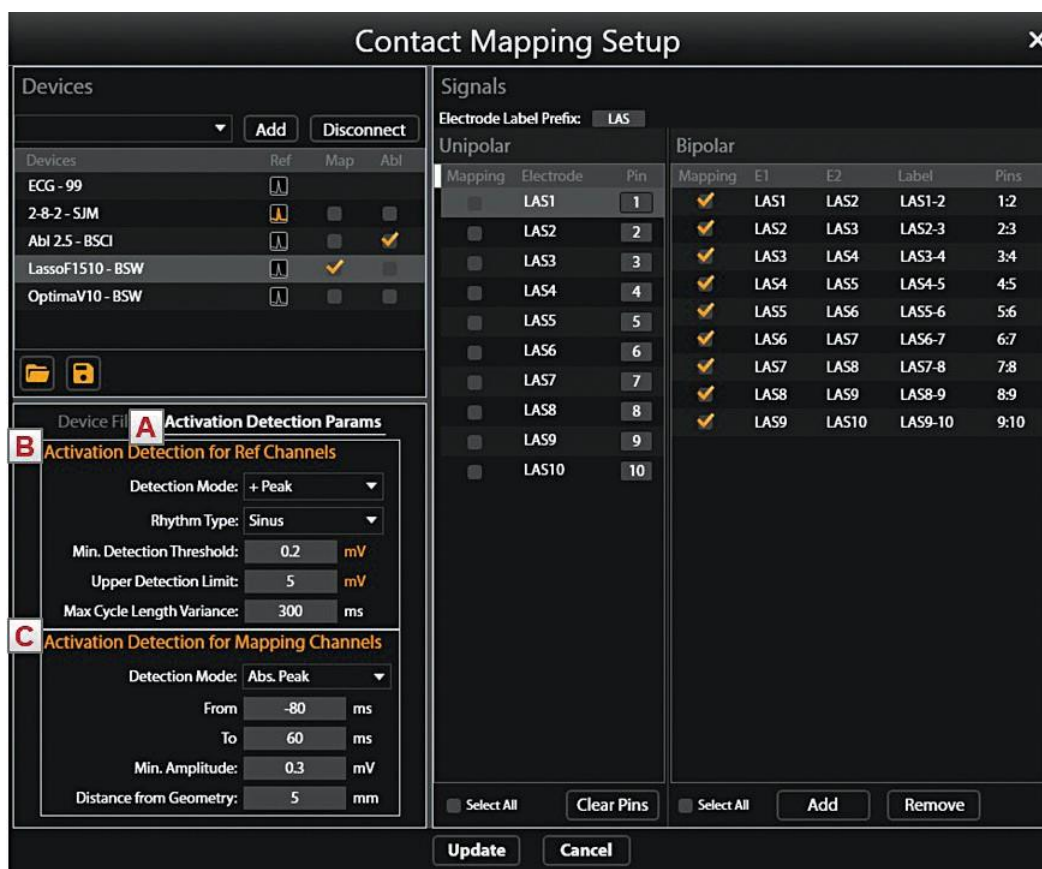 Contact Mapping Setup
×
Devices
Add
Disconnect
Devices Ref Map Abl
ECG - 99
2-8-2 - SJM
Abl 2.5 - BSCI
LassoF1510 - BSW
OptimaV10 - BSW
Device Fil
A
Activation Detection Params
B
Activation Detection for Ref Channels
Detection Mode: + Peak
Rhythm Type: Sinus
Min. Detection Threshold: 0.2 mV
Upper Detection Limit: 5 mV
Max Cycle Length Variance: 300 ms
C
Activation Detection for Mapping Channels
Detection Mode: Abs. Peak
From -80 ms
To 60 ms
Min. Amplitude: 0.3 mV
Distance from Geometry: 5 mm
Signals
Electrode Label Prefix: LAS
Unipolar
Mapping Electrode Pin
LAS1 1
LAS2 2
LAS3 3
LAS4 4
LAS5 5
LAS6 6
LAS7 7
LAS8 8
LAS9 9
LAS10 10
Select All
Clear Pins
Bipolar
Mapping E1 E2 Label Pins
LAS1 LAS2 LAS1-2 1:2
LAS2 LAS3 LAS2-3 2:3
LAS3 LAS4 LAS3-4 3:4
LAS4 LAS5 LAS4-5 4:5
LAS5 LAS6 LAS5-6 5:6
LAS6 LAS7 LAS6-7 6:7
LAS7 LAS8 LAS7-8 7:8
LAS8 LAS9 LAS8-9 8:9
LAS9 LAS10 LAS9-10 9:10
Select All
Add
Remove
Update
Cancel